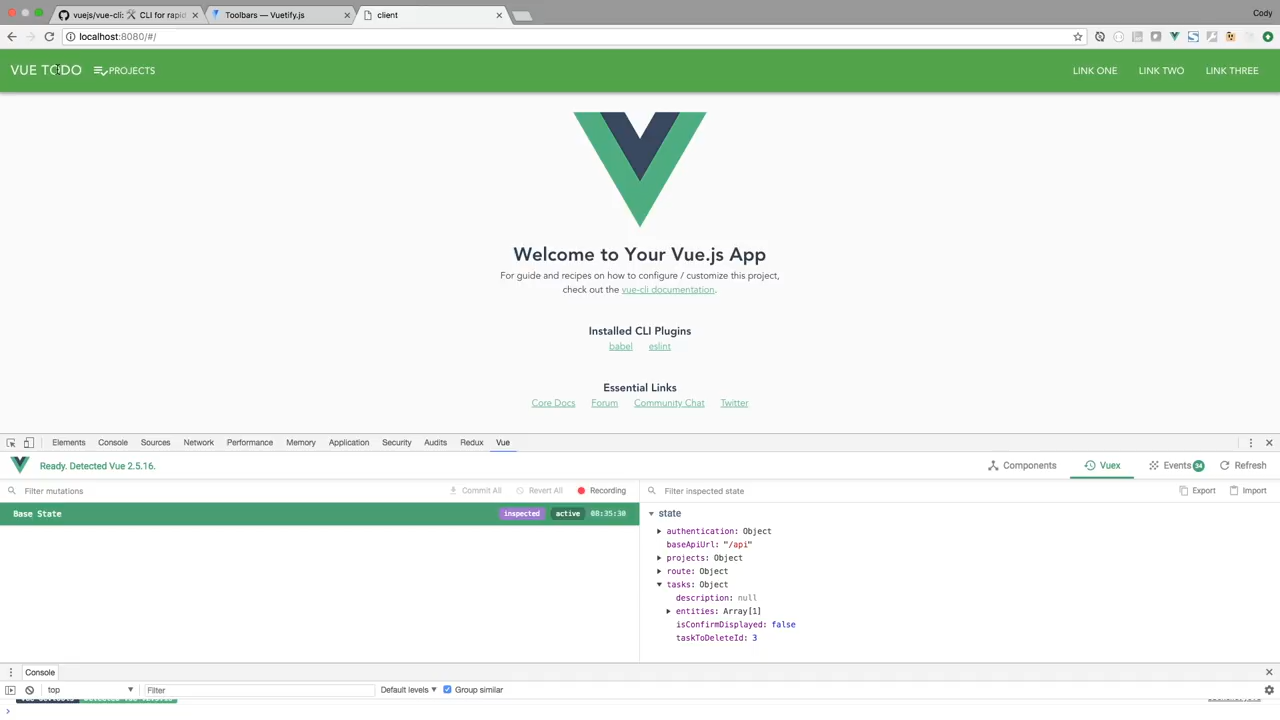 vuejs/vue-cli: 🛠 CLI for rapid
Toolbars — Vuetify.js
client
Cody
localhost:8080/#/
VUE TODO
PROJECTS
LINK ONE
LINK TWO
LINK THREE
Welcome to Your Vue.js App
For guide and recipes on how to configure / customize this project,
check out the vue-cli documentation.
Installed CLI Plugins
babel eslint
Essential Links
Core Docs Forum Community Chat Twitter
Elements Console Sources Network Performance Memory Application Security Audits Redux Vue
Ready. Detected Vue 2.5.16.
Components Vuex Events 34 Refresh
Filter mutations
Commit All Revert All Recording
Filter inspected state
Export Import
Base State
inspected active 08:35:30
state
authentication: Object
baseApiUrl: "/api"
projects: Object
route: Object
tasks: Object
description: null
entities: Array[1]
isConfirmDisplayed: false
taskToDeleteId: 3
Console
top
Filter
Default levels
Group similar